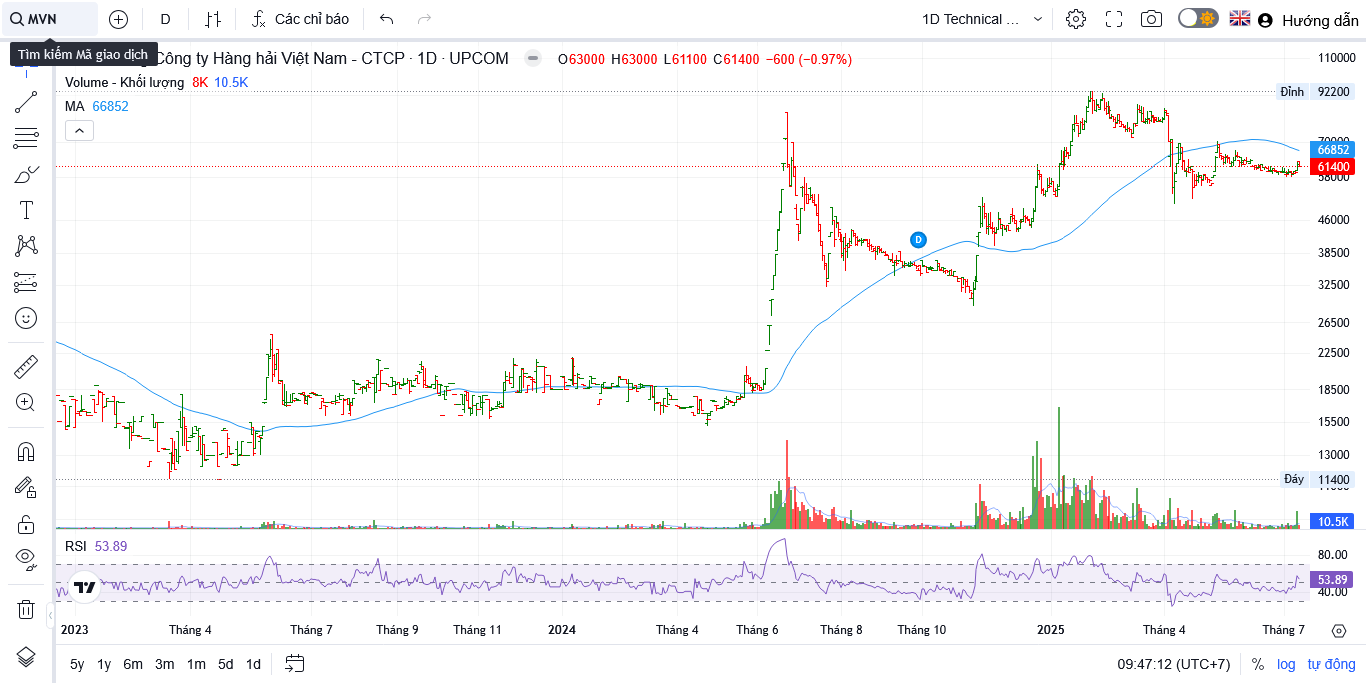 MVN
D
Các chỉ báo
1D Technical ...
Hướng dẫn
Tìm kiếm Mã giao dịch
Công ty Hàng hải Việt Nam - CTCP · 1D · UPCOM
O63000 H63000 L61100 C61400 −600 (−0.97%)
Volume - Khối lượng 8K 10.5K
MA 66852
110000
Đỉnh 92200
70000
66852
61400
58000
46000
D
38500
32500
26500
22500
18500
15500
13000
Đáy 11400
10.5K
RSI 53.89
80.00
53.89
40.00
2023 Tháng 4 Tháng 7 Tháng 9 Tháng 11 2024 Tháng 4 Tháng 6 Tháng 8 Tháng 10 2025 Tháng 4 Tháng 7
5y 1y 6m 3m 1m 5d 1d
09:47:12 (UTC+7) % log tự động